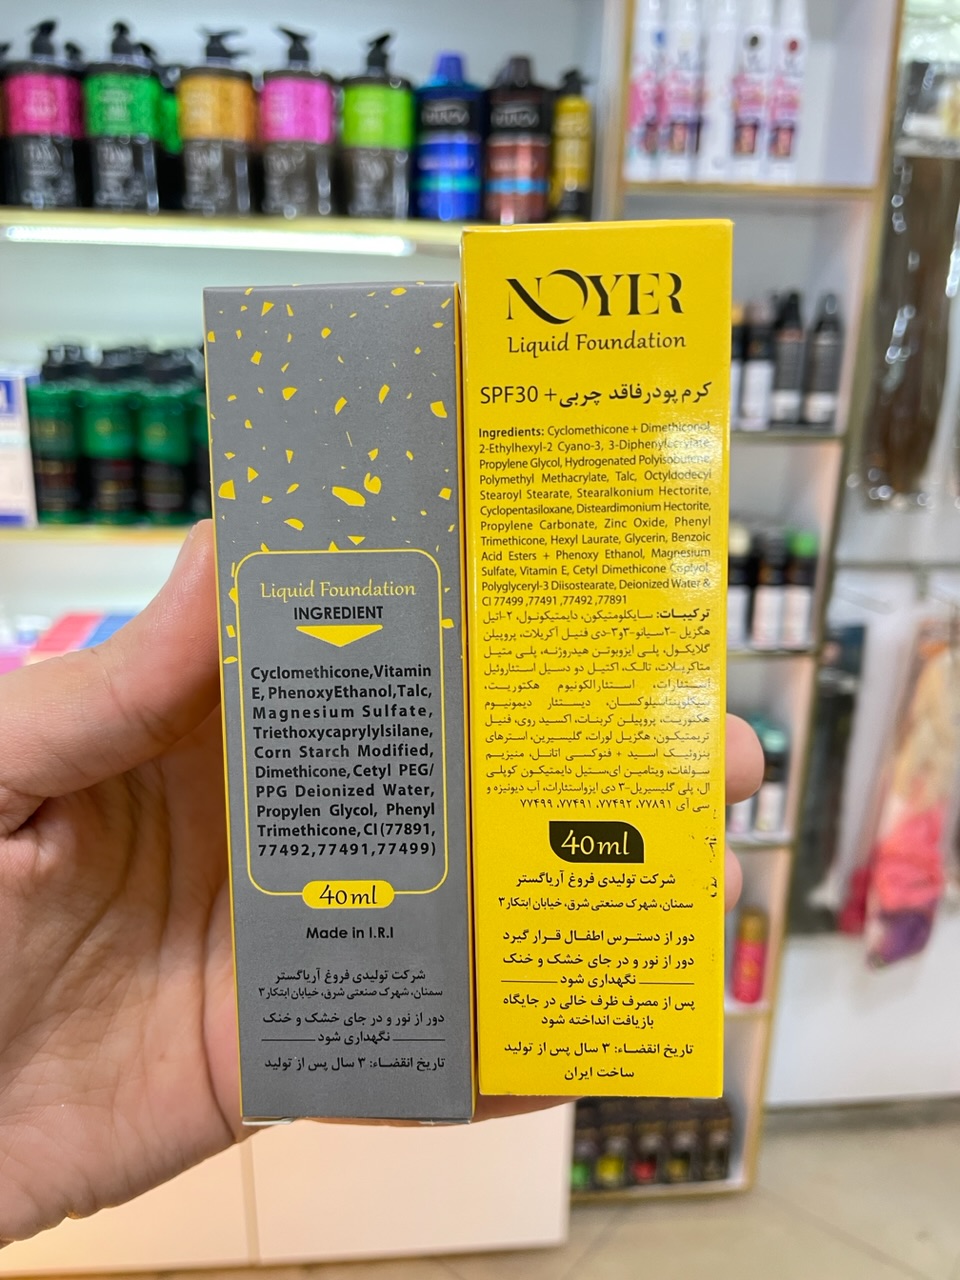 Liquid Foundation
INGREDIENT
Cyclomethicone,Vitamin
E, PhenoxyEthanol,Talc,
Magnesium Sulfate,
Triethoxycaprylylsilane,
Corn Starch Modified,
Dimethicone, Cetyl PEG/
PPG Deionized Water,
Propylen Glycol, Phenyl
Trimethicone, CI (77891,
77492,77491,77499)
40ml
Made in I.R.I
شرکت تولیدی فروغ آریاگستر
سمنان، شهرک صنعتی شرق، خیابان ابتکار۳
دور از نور و در جای خشک و خنک
نگهداری شود
تاریخ انقضاء: ۳ سال پس از تولید
NOYER
Liquid Foundation
کرم پودر فاقد چربی+ SPF30
Ingredients: Cyclomethicone + Dimethiconol,
2-Ethylhexyl-2 Cyano-3, 3-Diphenylacrylate,
Propylene Glycol, Hydrogenated Polyisobutene,
Polymethyl Methacrylate, Talc, Octyldodecyl
Stearoyl Stearate, Stearalkonium Hectorite,
Cyclopentasiloxane, Disteardimonium Hectorite,
Propylene Carbonate, Zinc Oxide, Phenyl
Trimethicone, Hexyl Laurate, Glycerin, Benzoic
Acid Esters + Phenoxy Ethanol, Magnesium
Sulfate, Vitamin E, Cetyl Dimethicone Coplyol,
Polyglyceryl-3 Diisostearate, Deionized Water &
CI 77499 ,77491 ,77492 ,77891
ترکیبات: سایکلومتیکون، دایمتیکونول، ۲-اتیل
هگزیل -۲سیانو-۳و۳-دی فنیل آکریلات، پروپیلن
گلایکول، پلی ایزوبوتن هیدروژنه، پلی متیل
متاکریلات، تالک، اکتیل دو دسیل استئاروئیل
استئارات، استئارالکونیوم هکتوریت،
سیکلوپنتاسیلوکسان، دیستئار دیمونیوم
هکتوریت، پروپیلن کربنات، اکسید روی، فنیل
تریمتیکون، هگزیل لورات، گلیسیرین، استرهای
بنزوئیک اسید + فنوکسی اتانل، منیزیم
سولفات، ویتامین ای،ستیل دایمتیکون کوپلی
ال، پلی گلیسیریل-۳ دی ایزواستئارات، آب دیونیزه و
سی آی ۷۷۸۹۱، ۷۷۴۹۲، ۷۷۴۹۱، ۷۷۴۹۹
40ml
شرکت تولیدی فروغ آریاگستر
سمنان، شهرک صنعتی شرق، خیابان ابتکار۳
دور از دسترس اطفال قرار گیرد
دور از نور و در جای خشک و خنک
نگهداری شود
پس از مصرف ظرف خالی در جایگاه
بازیافت انداخته شود
تاریخ انقضاء: ۳ سال پس از تولید
ساخت ایران